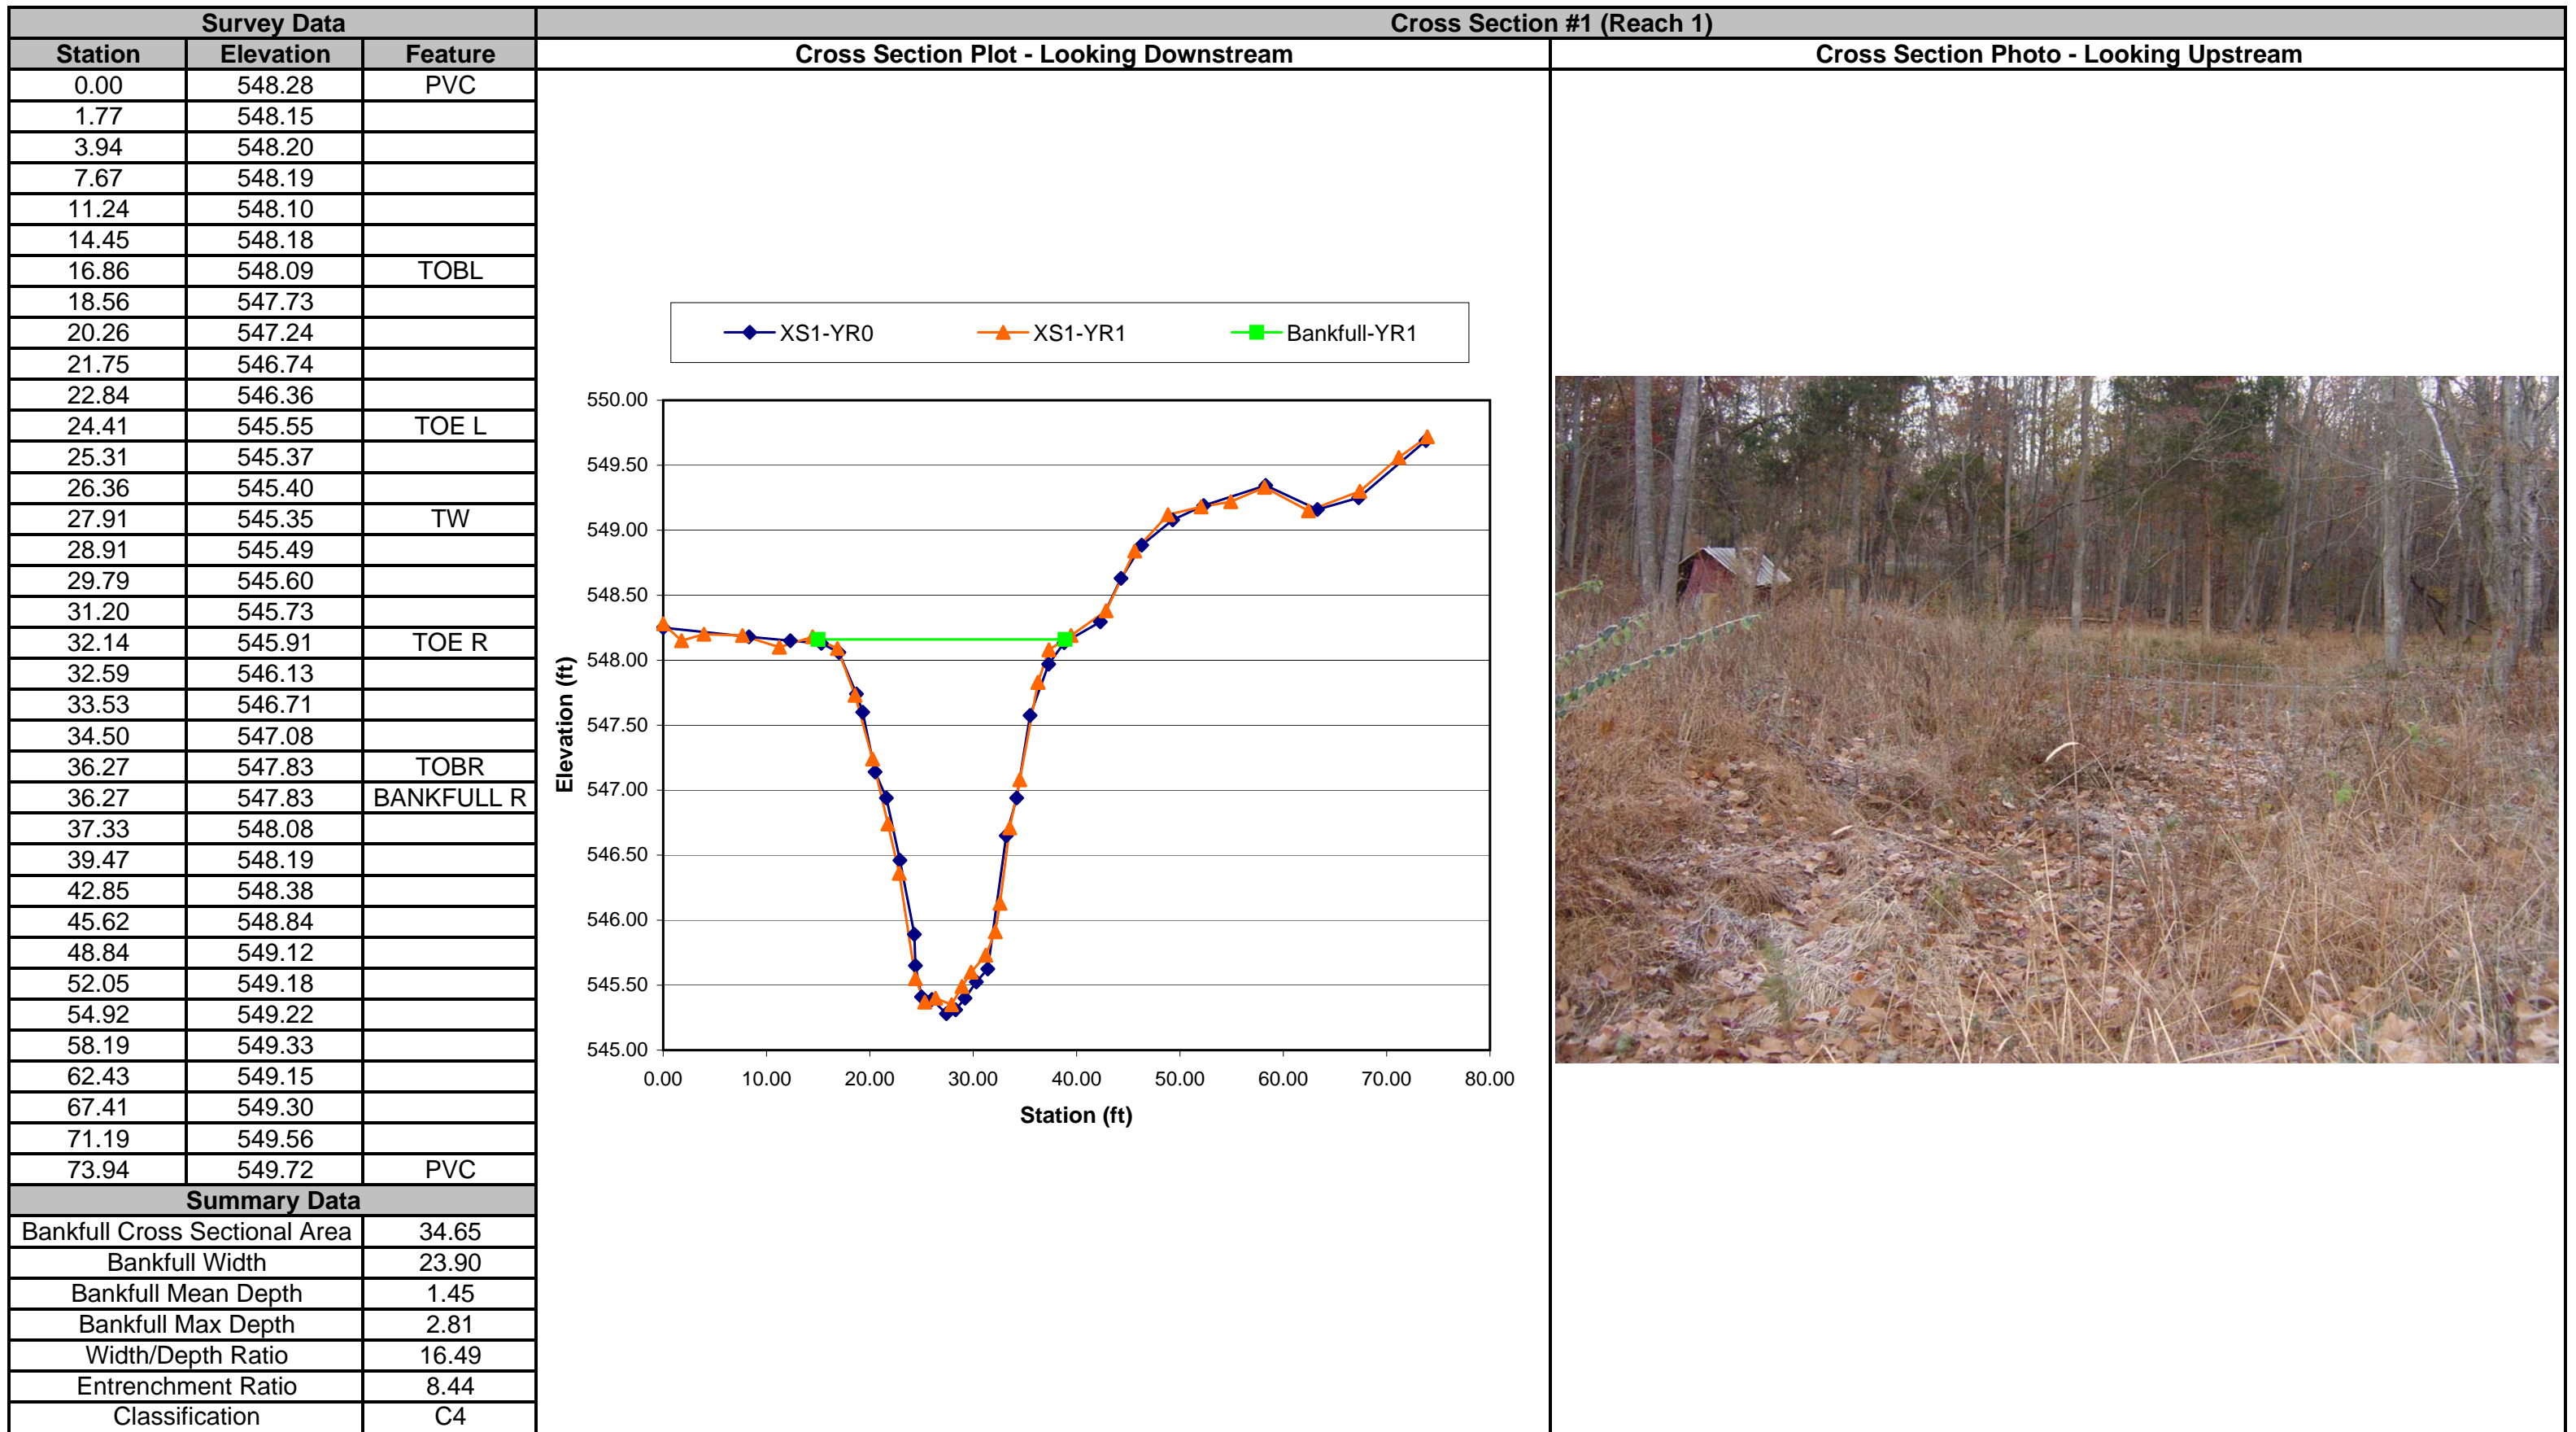 Survey Data
Cross Section #1 (Reach 1)
Station Elevation Feature
Cross Section Plot - Looking Downstream
Cross Section Photo - Looking Upstream
0.00 548.28 PVC
1.77 548.15
3.94 548.20
7.67 548.19
11.24 548.10
14.45 548.18
16.86 548.09 TOBL
18.56 547.73
20.26 547.24
21.75 546.74
22.84 546.36
24.41 545.55 TOE L
25.31 545.37
26.36 545.40
27.91 545.35 TW
28.91 545.49
29.79 545.60
31.20 545.73
32.14 545.91 TOE R
32.59 546.13
33.53 546.71
34.50 547.08
36.27 547.83 TOBR
36.27 547.83 BANKFULL R
37.33 548.08
39.47 548.19
42.85 548.38
45.62 548.84
48.84 549.12
52.05 549.18
54.92 549.22
58.19 549.33
62.43 549.15
67.41 549.30
71.19 549.56
73.94 549.72 PVC
Summary Data
Bankfull Cross Sectional Area 34.65
Bankfull Width 23.90
Bankfull Mean Depth 1.45
Bankfull Max Depth 2.81
Width/Depth Ratio 16.49
Entrenchment Ratio 8.44
Classification C4
XS1-YR0 XS1-YR1 Bankfull-YR1
550.00
549.50
549.00
548.50
548.00
547.50
547.00
546.50
546.00
545.50
545.00
Elevation (ft)
0.00 10.00 20.00 30.00 40.00 50.00 60.00 70.00 80.00
Station (ft)